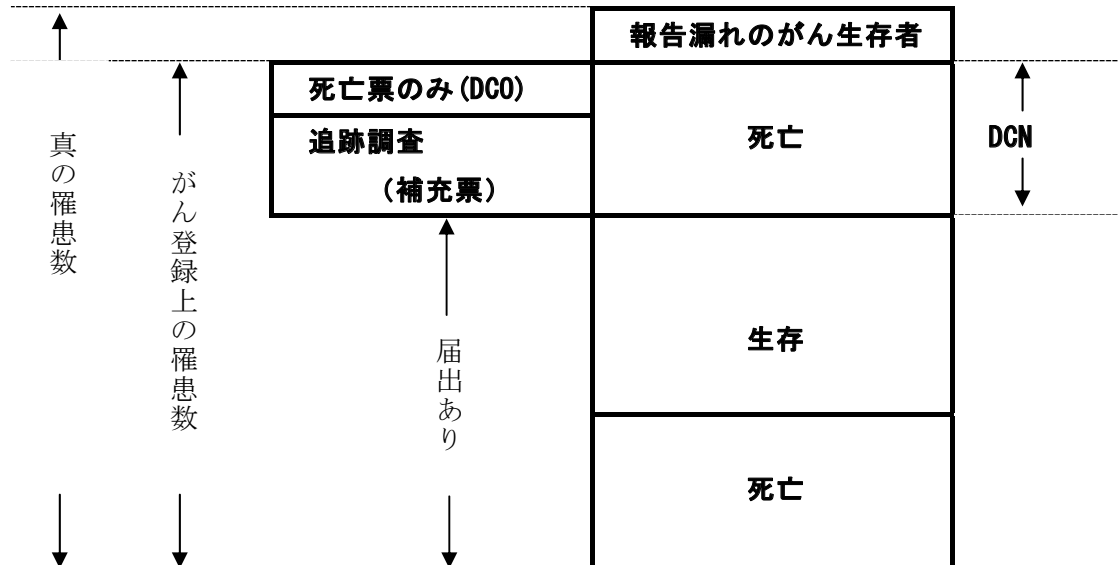 報告漏れのがん生存者
死亡票のみ(DCO)
追跡調査
(補充票)
死亡
DCN
真の罹患数
がん登録上の罹患数
届出あり
生存
死亡